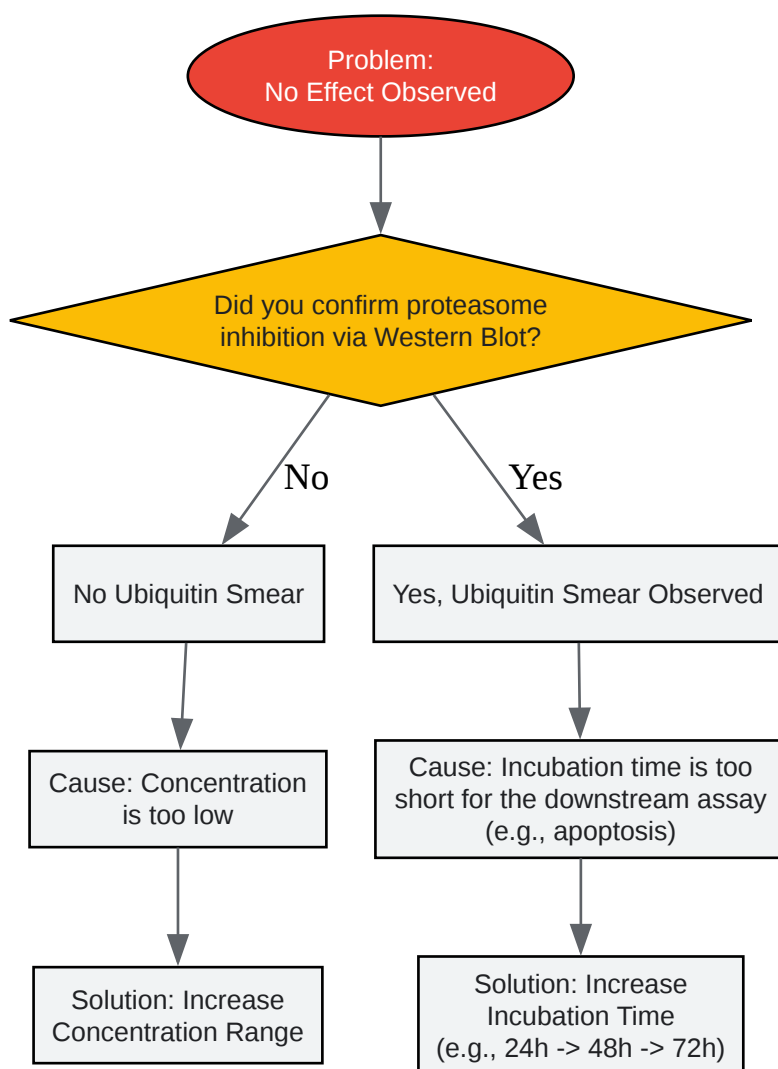 Problem:
No Effect Observed
Did you confirm proteasome
inhibition via Western Blot?
No
Yes
No Ubiquitin Smear
Yes, Ubiquitin Smear Observed
Cause: Concentration
is too low
Cause: Incubation time is too
short for the downstream assay
(e.g., apoptosis)
Solution: Increase
Concentration Range
Solution: Increase
Incubation Time
(e.g., 24h -> 48h -> 72h)